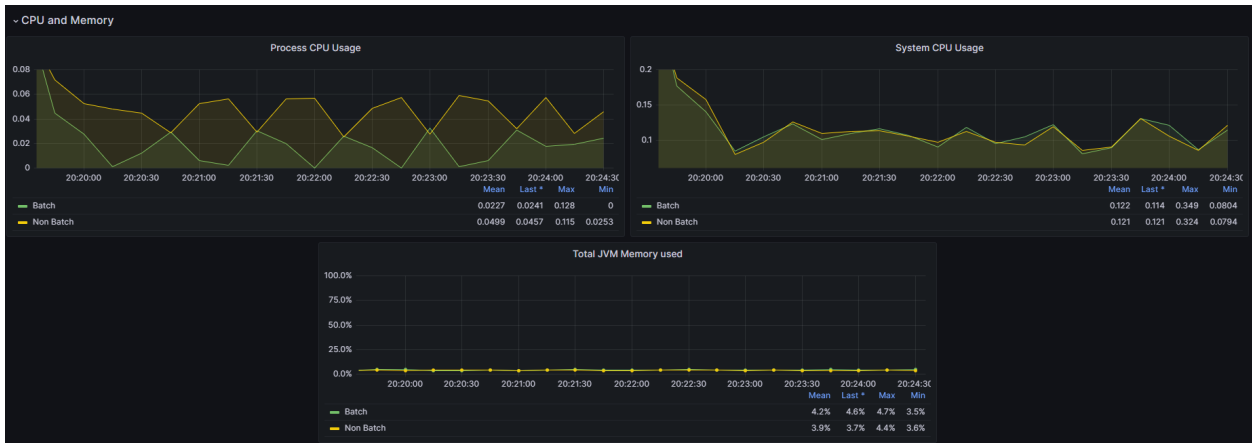 CPU and Memory
Process CPU Usage
0.08
0.06
0.04
0.02
0
20:20:00 20:20:30 20:21:00 20:21:30 20:22:00 20:22:30 20:23:00 20:23:30 20:24:00 20:24:30
Mean Last * Max Min
Batch 0.0227 0.0241 0.128 0
Non Batch 0.0499 0.0457 0.115 0.0253
System CPU Usage
0.2
0.15
0.1
20:20:00 20:20:30 20:21:00 20:21:30 20:22:00 20:22:30 20:23:00 20:23:30 20:24:00 20:24:30
Mean Last * Max Min
Batch 0.122 0.114 0.349 0.0804
Non Batch 0.121 0.121 0.324 0.0794
Total JVM Memory used
100.0%
75.0%
50.0%
25.0%
0.0%
20:20:00 20:20:30 20:21:00 20:21:30 20:22:00 20:22:30 20:23:00 20:23:30 20:24:00 20:24:30
Mean Last * Max Min
Batch 4.2% 4.6% 4.7% 3.5%
Non Batch 3.9% 3.7% 4.4% 3.6%